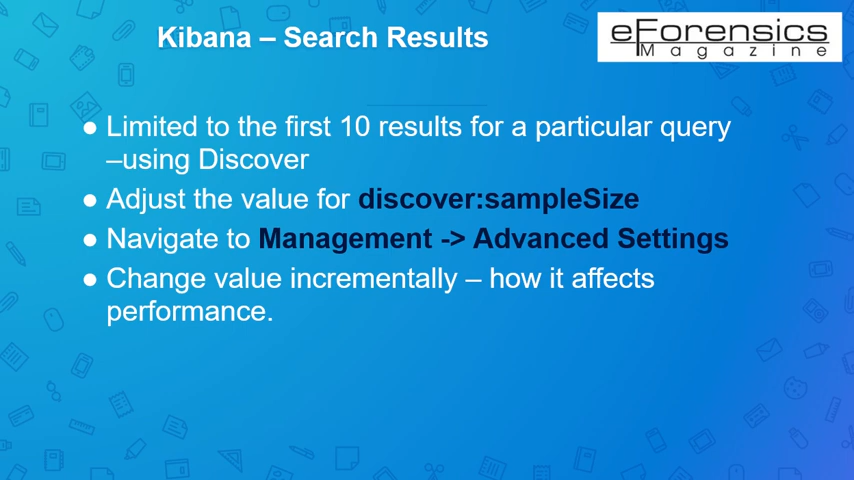 Kibana – Search Results
eForensics
Magazine
● Limited to the first 10 results for a particular query
–using Discover
● Adjust the value for discover:sampleSize
● Navigate to Management -> Advanced Settings
● Change value incrementally – how it affects
performance.